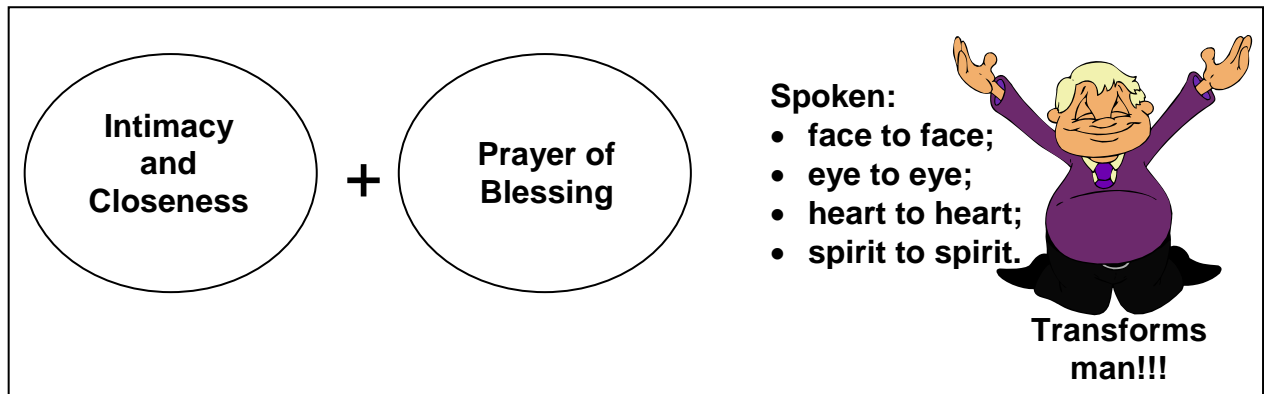 Intimacy
and
Closeness
+
Prayer of
Blessing
Spoken:
• face to face;
• eye to eye;
• heart to heart;
• spirit to spirit.
Transforms
man!!!